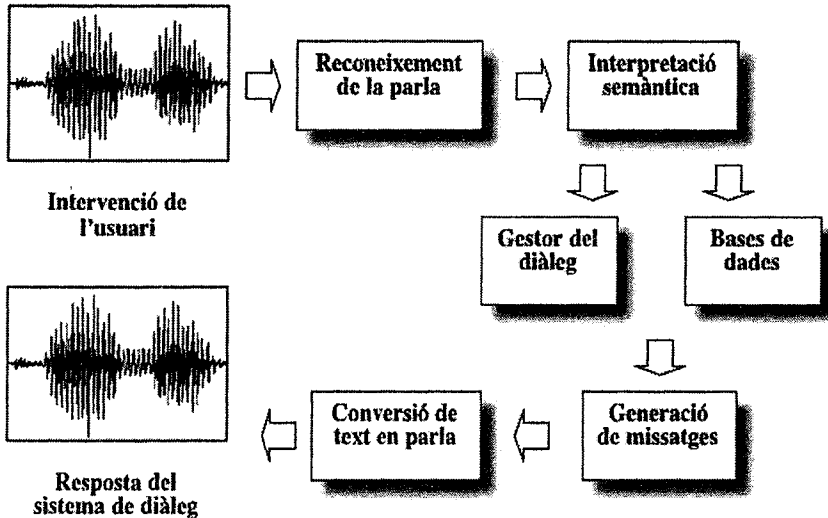 Reconeixement
de la parla
Interpretació
semàntica
Intervenció de
l'usuari
Gestor del
diàleg
Bases de
dades
Conversió de
text en parla
Generació
de missatges
Resposta del
sistema de diàleg